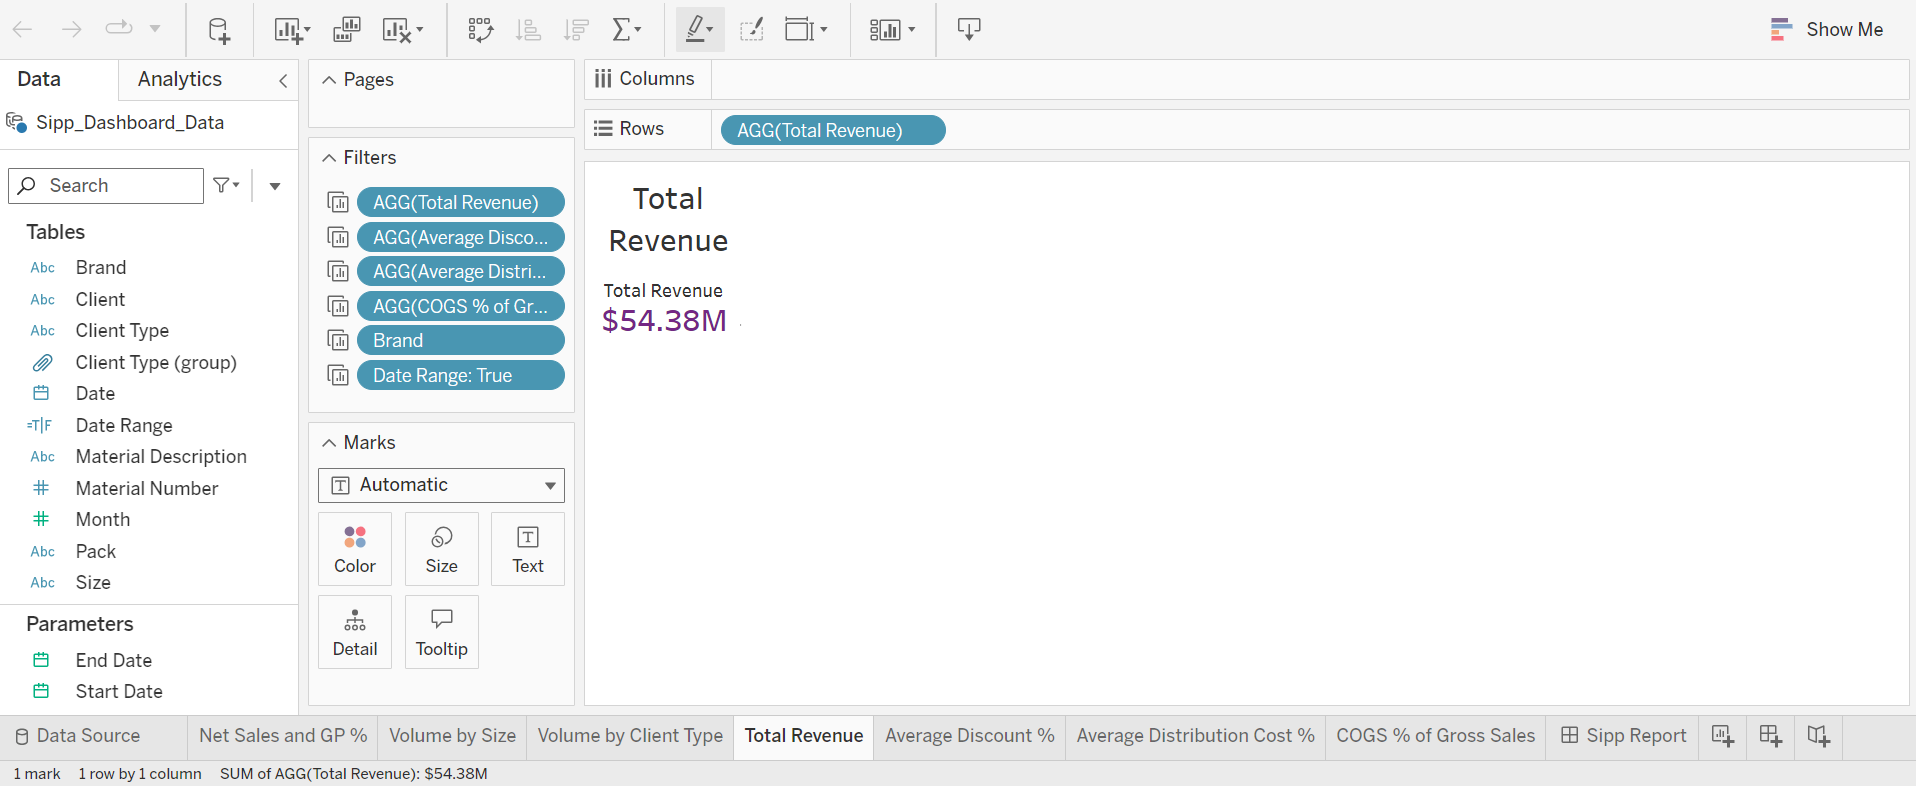 Show Me
Data
Analytics
Sipp_Dashboard_Data
Search
Tables
Abc Brand
Abc Client
Abc Client Type
Client Type (group)
Date
=T|F Date Range
Abc Material Description
# Material Number
# Month
Abc Pack
Abc Size
Parameters
End Date
Start Date
Pages
Filters
AGG(Total Revenue)
AGG(Average Disco...
AGG(Average Distri...
AGG(COGS % of Gr...
Brand
Date Range: True
Marks
T Automatic
Color
Size
T Text
Detail
Tooltip
Columns
Rows
AGG(Total Revenue)
Total
Revenue
Total Revenue
$54.38M
Data Source
Net Sales and GP %
Volume by Size
Volume by Client Type
Total Revenue
Average Discount %
Average Distribution Cost %
COGS % of Gross Sales
Sipp Report
1 mark 1 row by 1 column SUM of AGG(Total Revenue): $54.38M